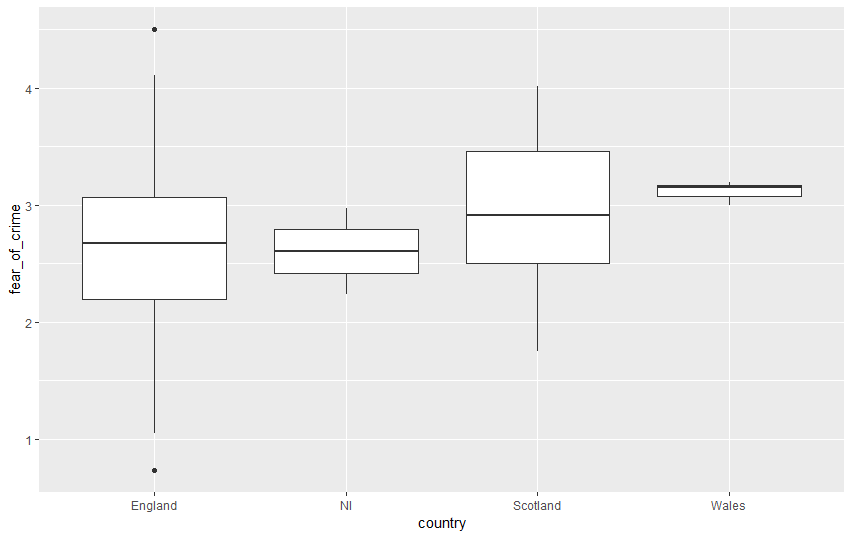 fear_of_crime
4
3
2
1
England
NI
Scotland
Wales
country